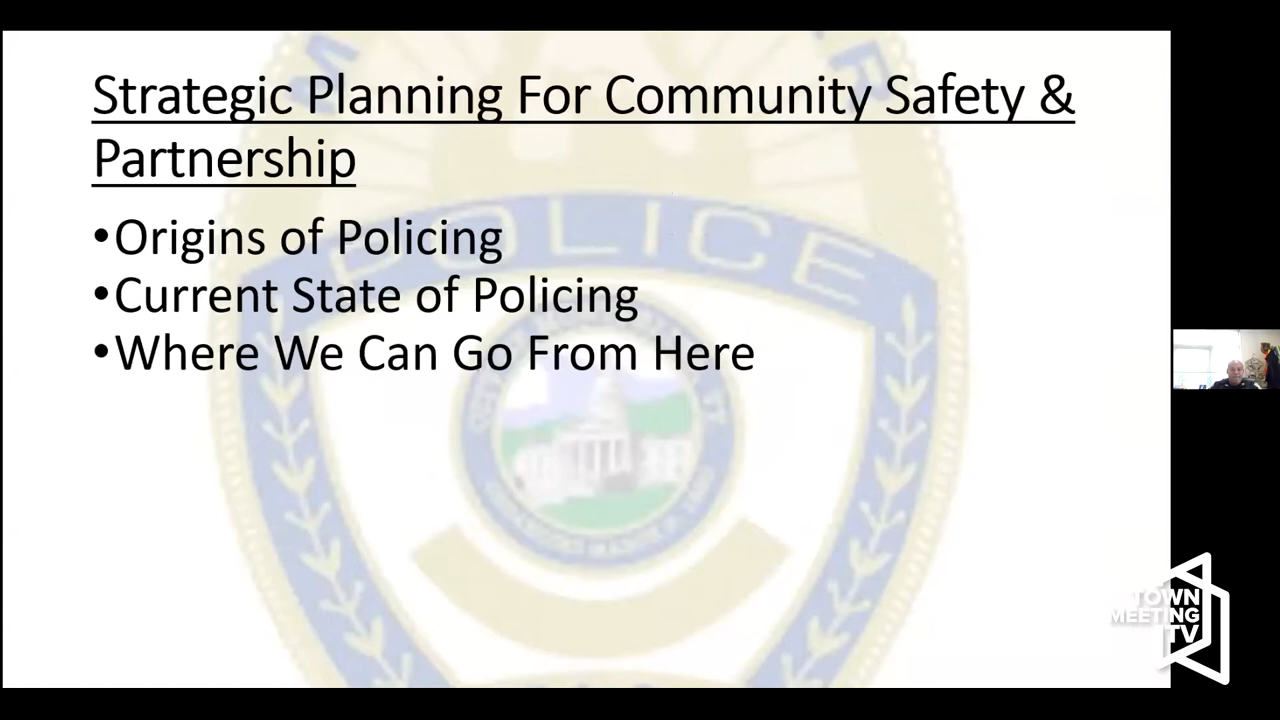 Strategic Planning For Community Safety &
Partnership
•Origins of Policing
•Current State of Policing
•Where We Can Go From Here
POLICE
TOWN
MEETING
TV